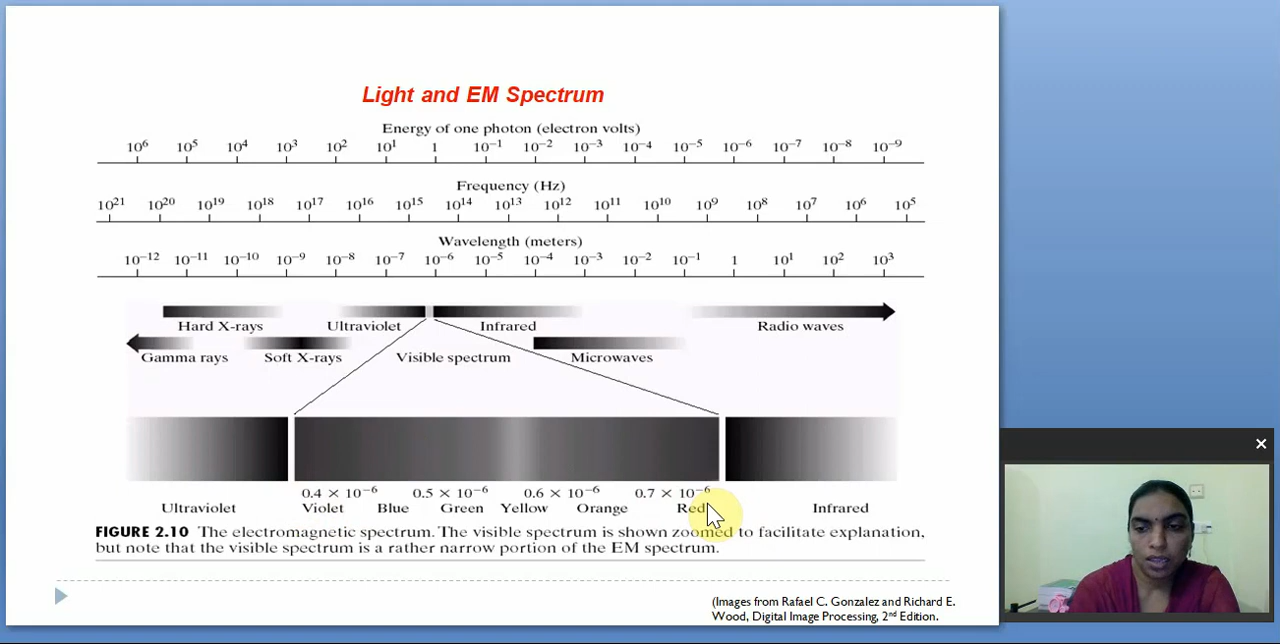 Light and EM Spectrum
Energy of one photon (electron volts)
10⁶ 10⁵ 10⁴ 10³ 10² 10¹ 1 10⁻¹ 10⁻² 10⁻³ 10⁻⁴ 10⁻⁵ 10⁻⁶ 10⁻⁷ 10⁻⁸ 10⁻⁹
Frequency (Hz)
10²¹ 10²⁰ 10¹⁹ 10¹⁸ 10¹⁷ 10¹⁶ 10¹⁵ 10¹⁴ 10¹³ 10¹² 10¹¹ 10¹⁰ 10⁹ 10⁸ 10⁷ 10⁶ 10⁵
Wavelength (meters)
10⁻¹² 10⁻¹¹ 10⁻¹⁰ 10⁻⁹ 10⁻⁸ 10⁻⁷ 10⁻⁶ 10⁻⁵ 10⁻⁴ 10⁻³ 10⁻² 10⁻¹ 1 10¹ 10² 10³
Hard X-rays Ultraviolet Infrared Radio waves
Gamma rays Soft X-rays Visible spectrum Microwaves
0.4 × 10⁻⁶ 0.5 × 10⁻⁶ 0.6 × 10⁻⁶ 0.7 × 10⁻⁶
Ultraviolet Violet Blue Green Yellow Orange Red Infrared
FIGURE 2.10 The electromagnetic spectrum. The visible spectrum is shown zoomed to facilitate explanation,
but note that the visible spectrum is a rather narrow portion of the EM spectrum.
(Images from Rafael C. Gonzalez and Richard E.
Wood, Digital Image Processing, 2nd Edition.